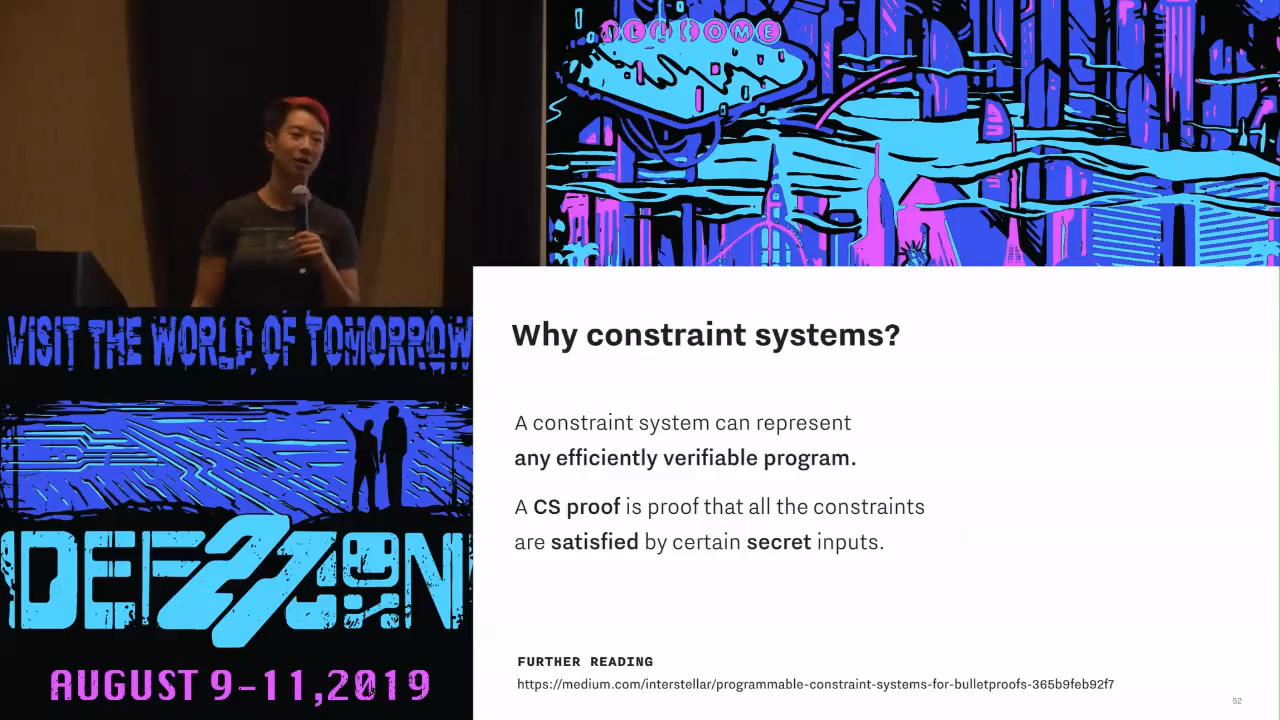 WELCOME
VISIT THE WORLD OF TOMORROW
DEF CON 27
AUGUST 9-11,2019
Why constraint systems?
A constraint system can represent
any efficiently verifiable program.
A CS proof is proof that all the constraints
are satisfied by certain secret inputs.
FURTHER READING
https://medium.com/interstellar/programmable-constraint-systems-for-bulletproofs-365b9feb92f7
52